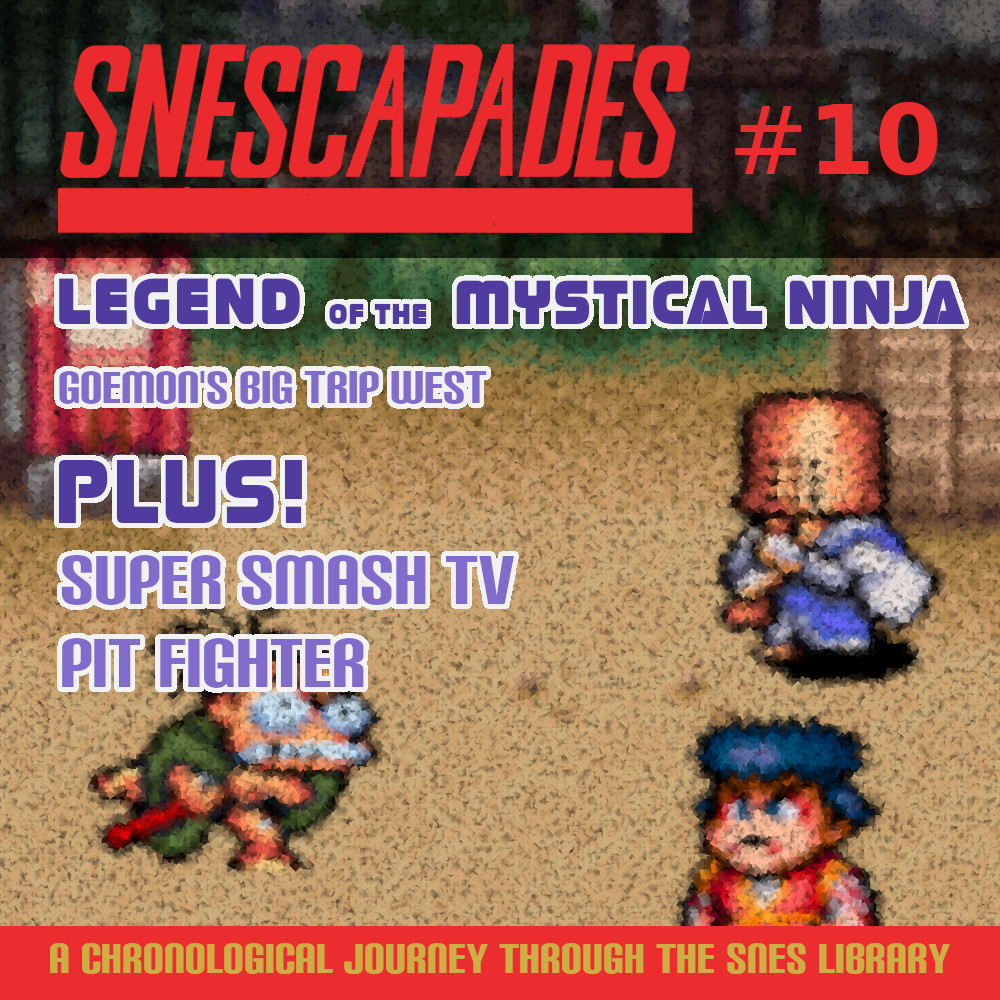 SNESCAPADES #10
LEGEND OF THE MYSTICAL NINJA
GOEMON'S BIG TRIP WEST
PLUS!
SUPER SMASH TV
PIT FIGHTER
A CHRONOLOGICAL JOURNEY THROUGH THE SNES LIBRARY